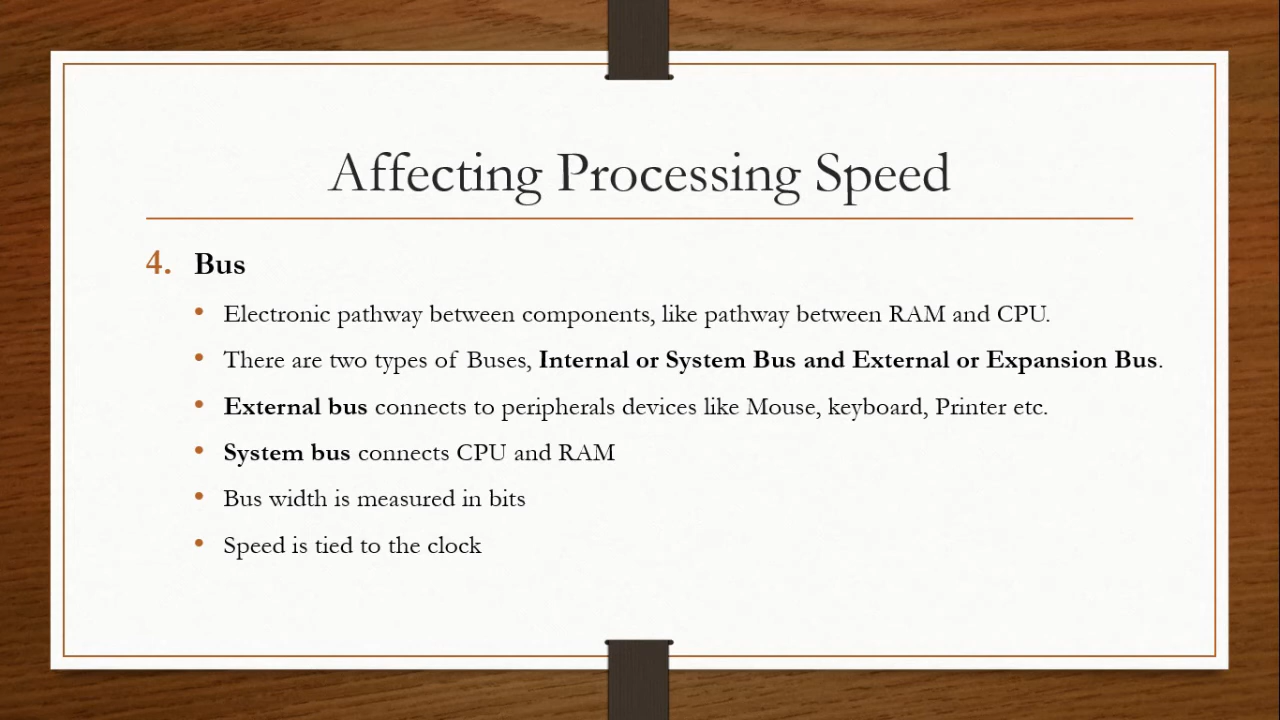 Affecting Processing Speed
4. Bus
• Electronic pathway between components, like pathway between RAM and CPU.
• There are two types of Buses, Internal or System Bus and External or Expansion Bus.
• External bus connects to peripherals devices like Mouse, keyboard, Printer etc.
• System bus connects CPU and RAM
• Bus width is measured in bits
• Speed is tied to the clock